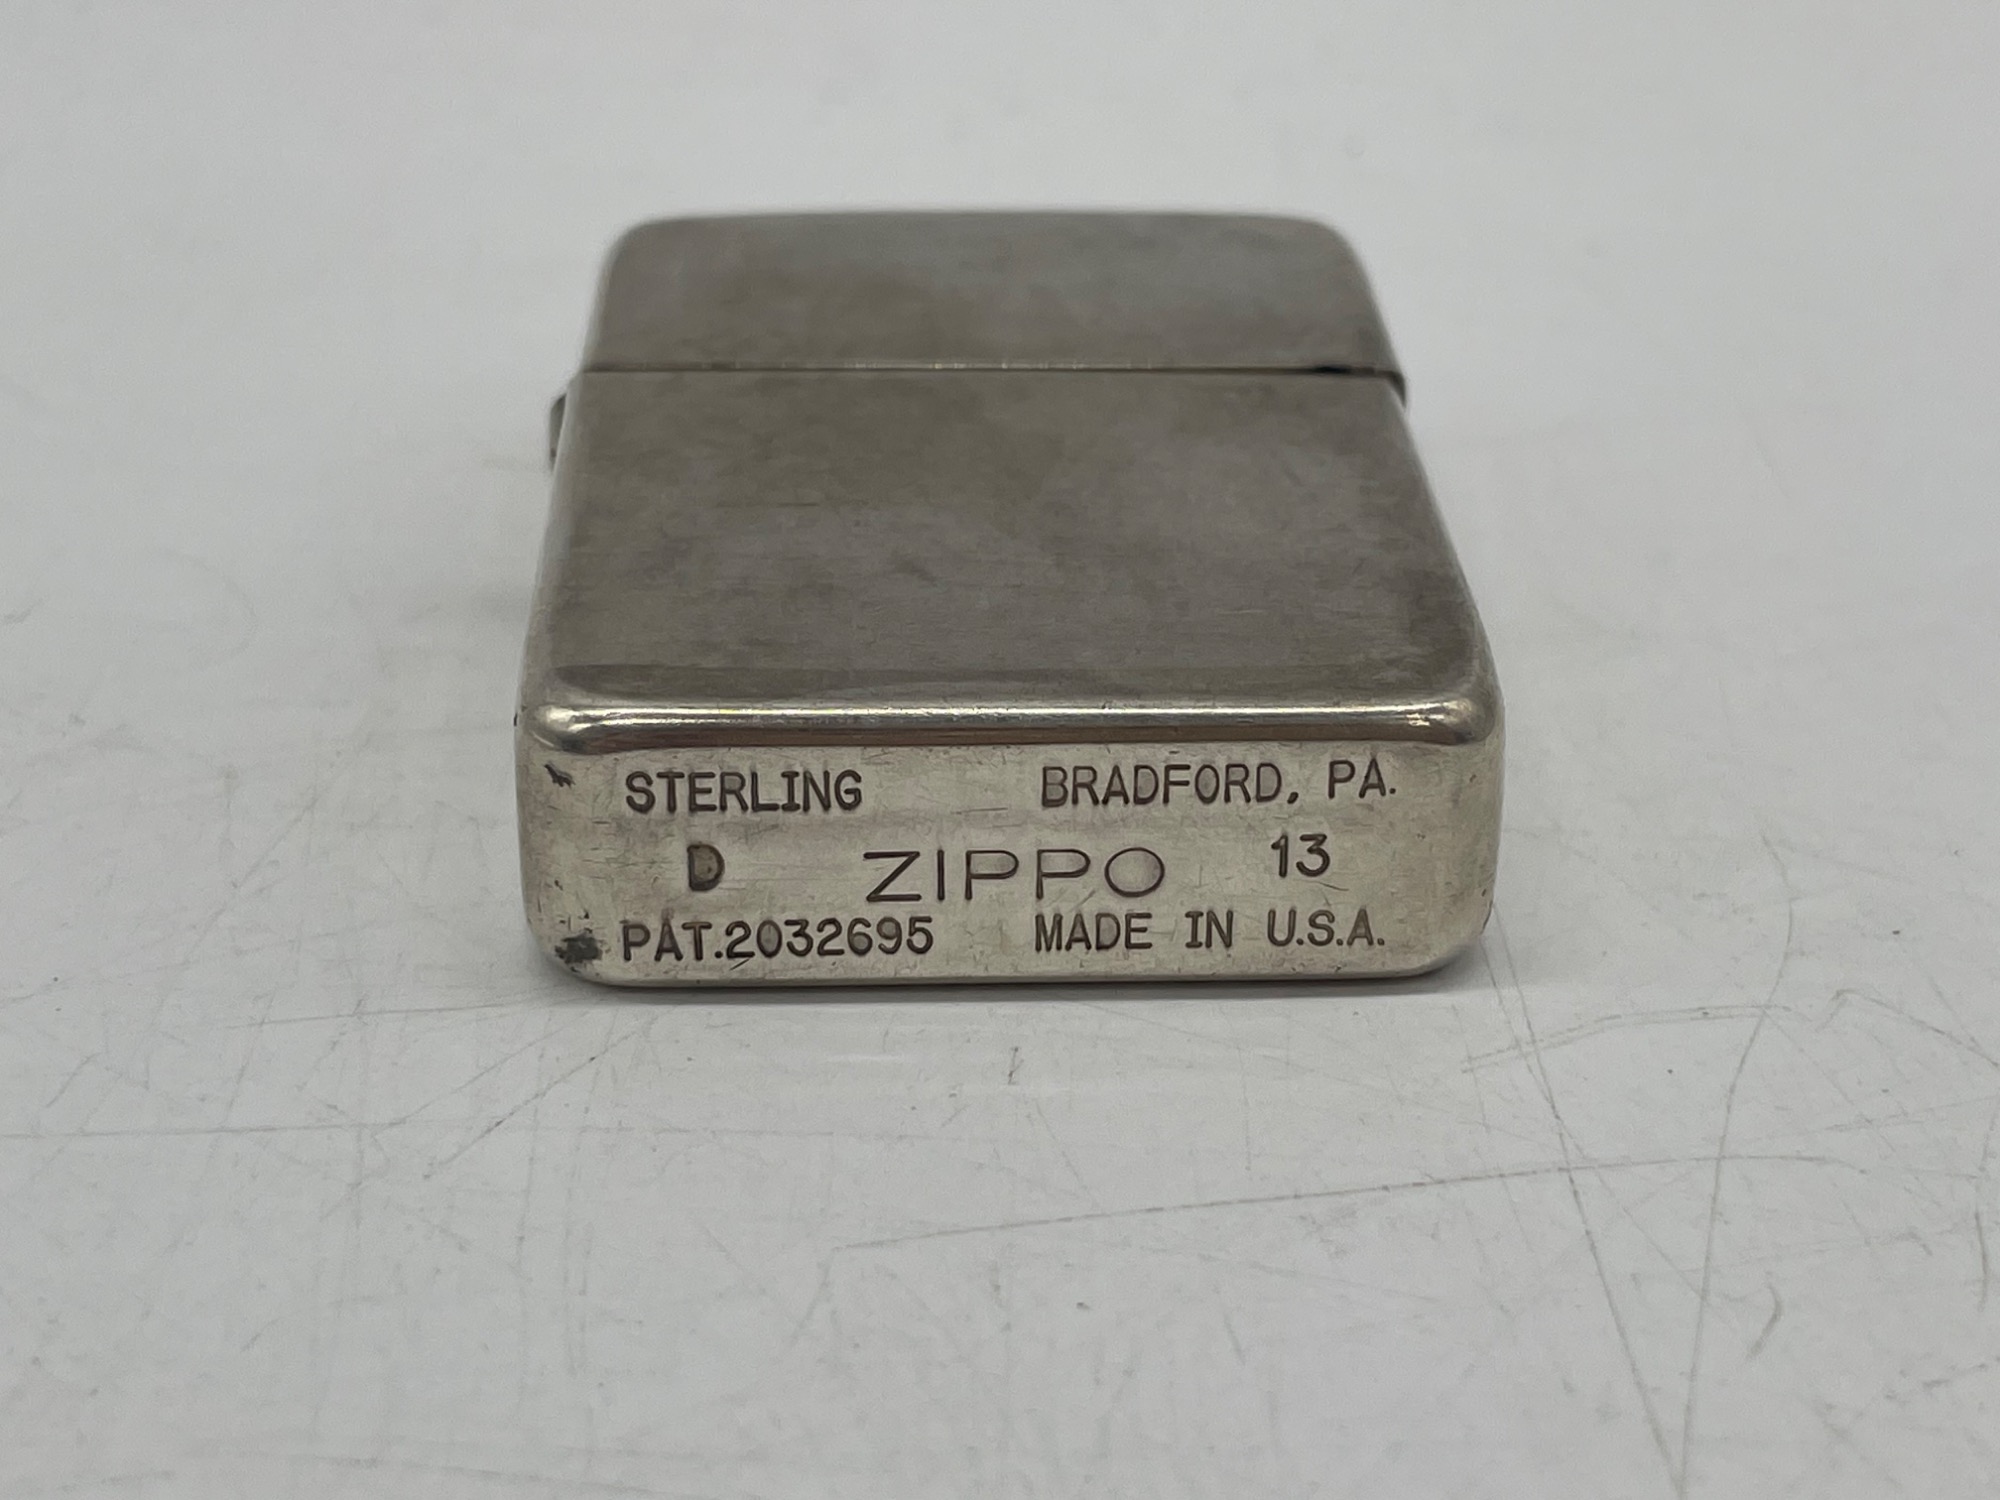 STERLING BRADFORD, PA.
D ZIPPO 13
PAT.2032695 MADE IN U.S.A.